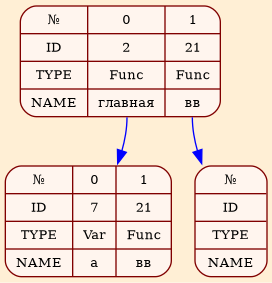 № 0 1
ID 2 21
TYPE Func Func
NAME главная вв
№ 0 1
ID 7 21
TYPE Var Func
NAME а вв
№
ID
TYPE
NAME